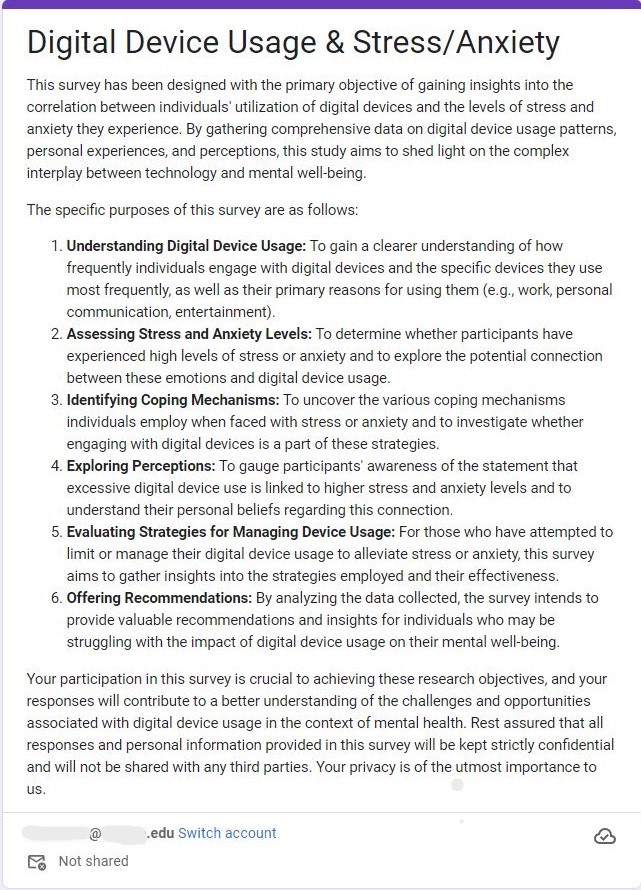 Digital Device Usage & Stress/Anxiety
This survey has been designed with the primary objective of gaining insights into the
correlation between individuals' utilization of digital devices and the levels of stress and
anxiety they experience. By gathering comprehensive data on digital device usage patterns,
personal experiences, and perceptions, this study aims to shed light on the complex
interplay between technology and mental well-being.
The specific purposes of this survey are as follows:
1. Understanding Digital Device Usage: To gain a clearer understanding of how
frequently individuals engage with digital devices and the specific devices they use
most frequently, as well as their primary reasons for using them (e.g., work, personal
communication, entertainment).
2. Assessing Stress and Anxiety Levels: To determine whether participants have
experienced high levels of stress or anxiety and to explore the potential connection
between these emotions and digital device usage.
3. Identifying Coping Mechanisms: To uncover the various coping mechanisms
individuals employ when faced with stress or anxiety and to investigate whether
engaging with digital devices is a part of these strategies.
4. Exploring Perceptions: To gauge participants' awareness of the statement that
excessive digital device use is linked to higher stress and anxiety levels and to
understand their personal beliefs regarding this connection.
5. Evaluating Strategies for Managing Device Usage: For those who have attempted to
limit or manage their digital device usage to alleviate stress or anxiety, this survey
aims to gather insights into the strategies employed and their effectiveness.
6. Offering Recommendations: By analyzing the data collected, the survey intends to
provide valuable recommendations and insights for individuals who may be
struggling with the impact of digital device usage on their mental well-being.
Your participation in this survey is crucial to achieving these research objectives, and your
responses will contribute to a better understanding of the challenges and opportunities
associated with digital device usage in the context of mental health. Rest assured that all
responses and personal information provided in this survey will be kept strictly confidential
and will not be shared with any third parties. Your privacy is of the utmost importance to
us.
@ .edu Switch account
Not shared